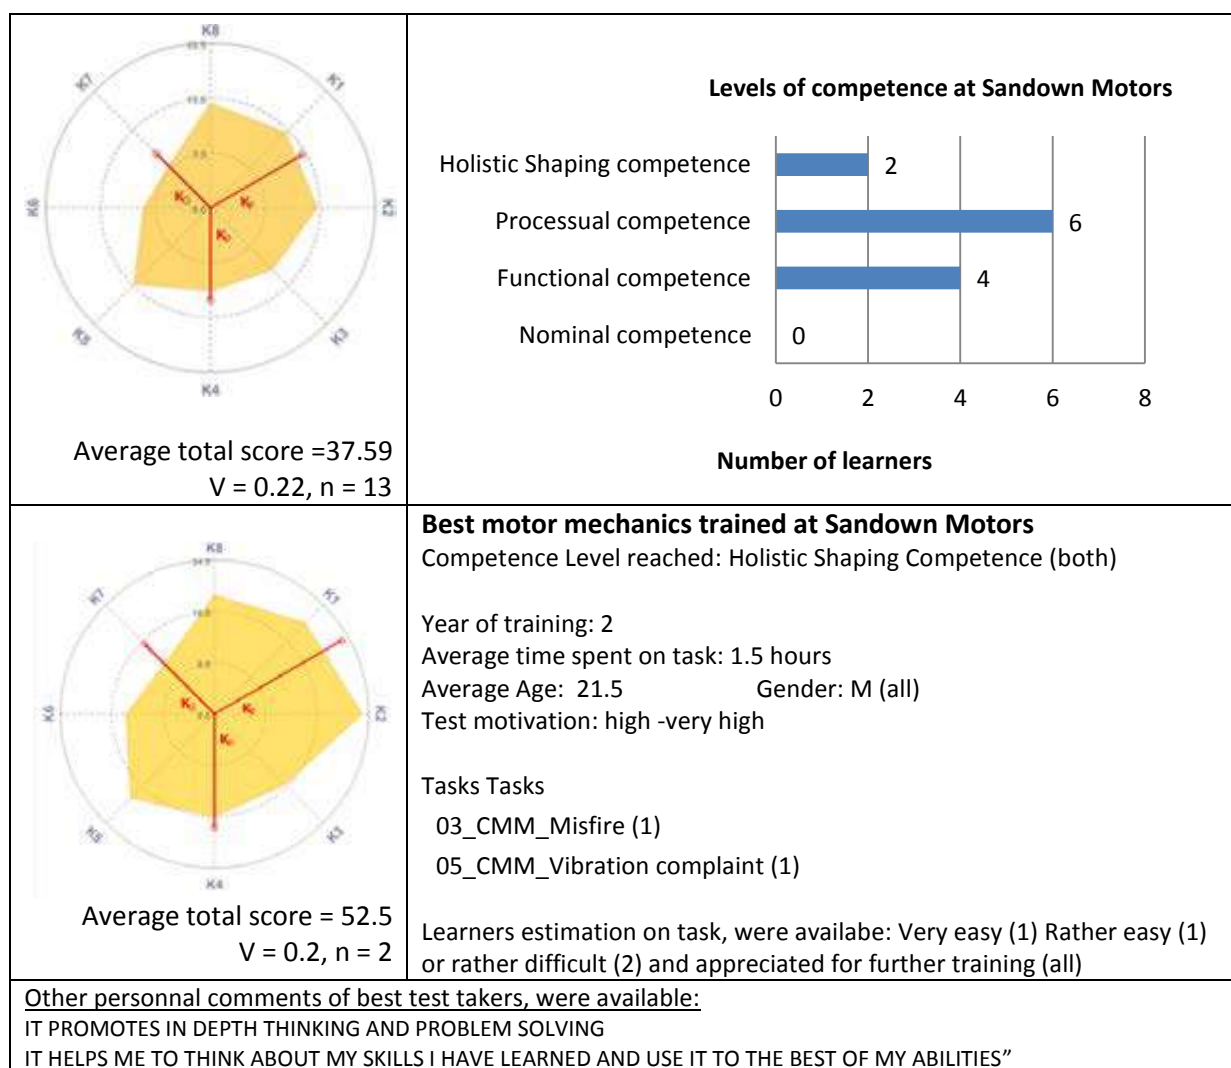 K8
K7
K1
K6
K2
K5
K3
K4
Average total score =37.59
V = 0.22, n = 13
Levels of competence at Sandown Motors
Holistic Shaping competence
2
Processual competence
6
Functional competence
4
Nominal competence
0
0 2 4 6 8
Number of learners
K8
K7
K1
K6
K2
K5
K3
K4
Average total score = 52.5
V = 0.2, n = 2
Best motor mechanics trained at Sandown Motors
Competence Level reached: Holistic Shaping Competence (both)
Year of training: 2
Average time spent on task: 1.5 hours
Average Age: 21.5 Gender: M (all)
Test motivation: high -very high
Tasks Tasks
03_CMM_Misfire (1)
05_CMM_Vibration complaint (1)
Learners estimation on task, were availabe: Very easy (1) Rather easy (1)
or rather difficult (2) and appreciated for further training (all)
Other personnal comments of best test takers, were available:
IT PROMOTES IN DEPTH THINKING AND PROBLEM SOLVING
IT HELPS ME TO THINK ABOUT MY SKILLS I HAVE LEARNED AND USE IT TO THE BEST OF MY ABILITIES”